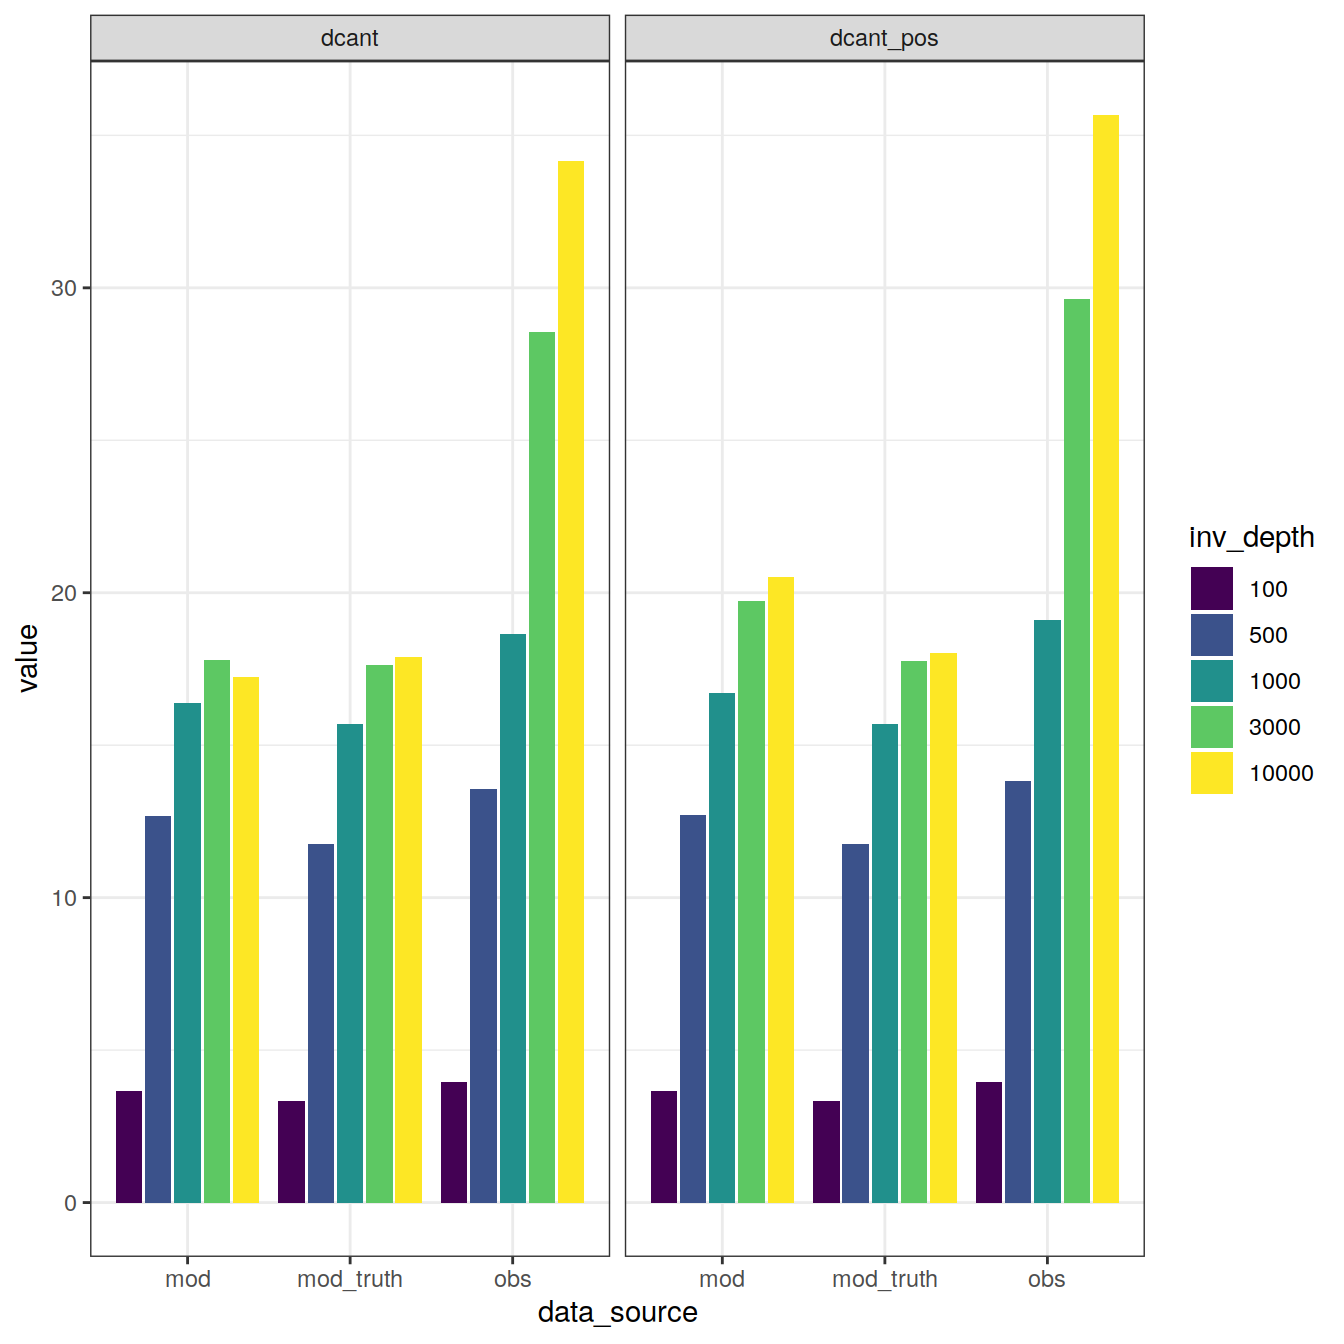 dcant
dcant_pos
value
30
20
10
0
mod
mod_truth
obs
mod
mod_truth
obs
data_source
inv_depth
100
500
1000
3000
10000